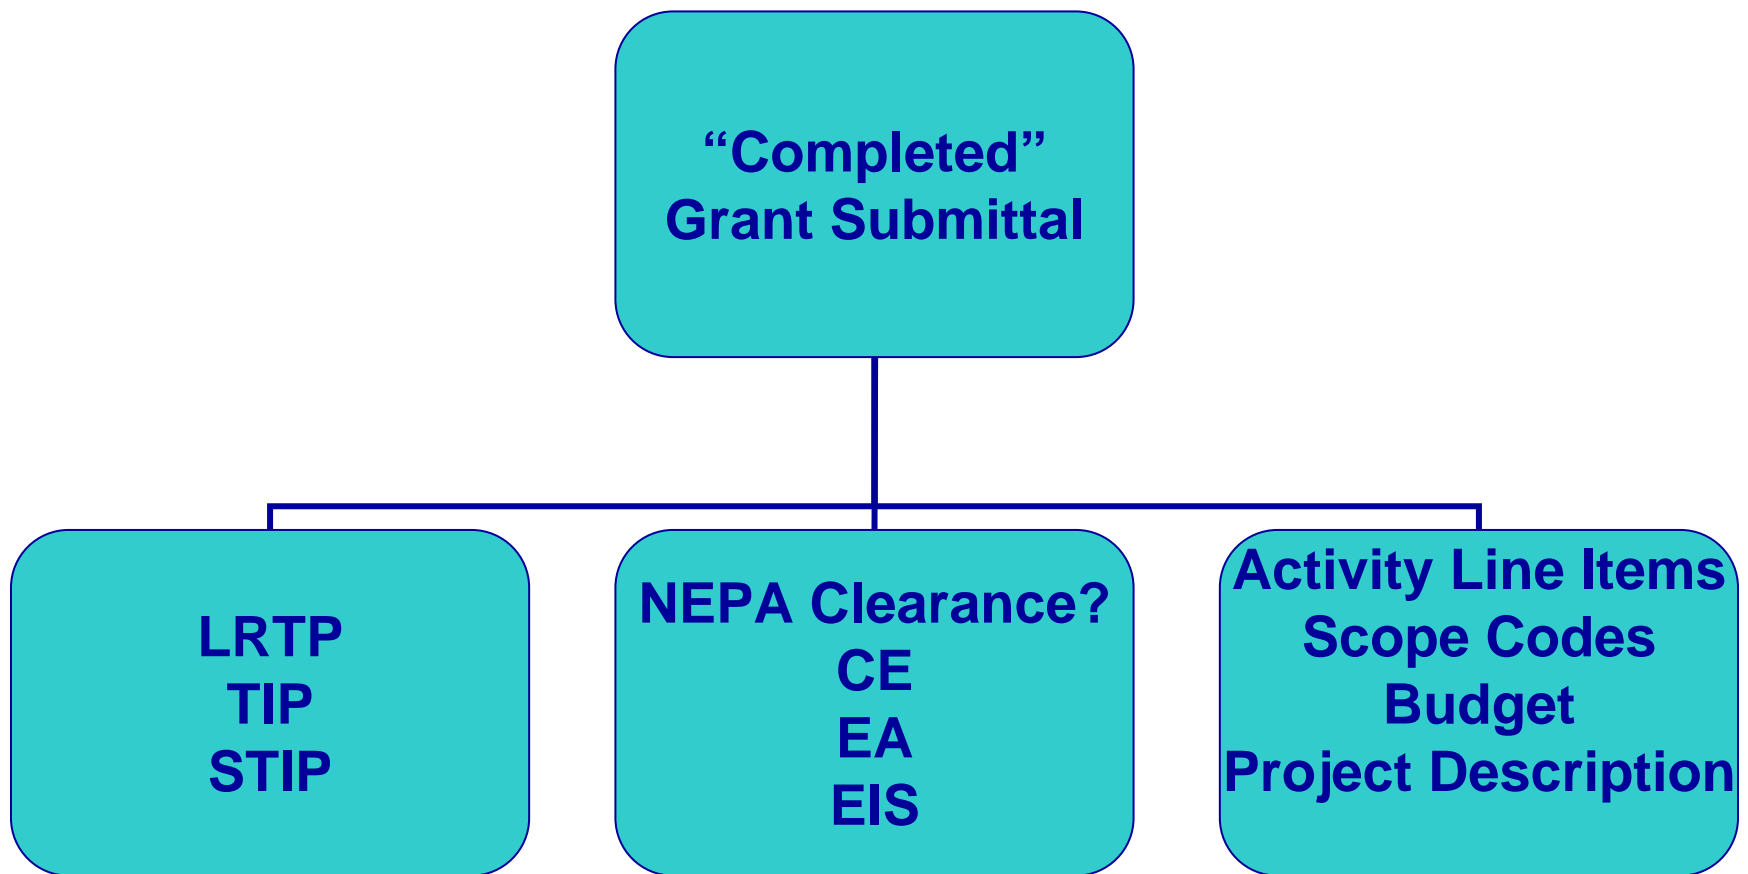 “Completed”
Grant Submittal
LRTP
TIP
STIP
NEPA Clearance?
CE
EA
EIS
Activity Line Items
Scope Codes
Budget
Project Description